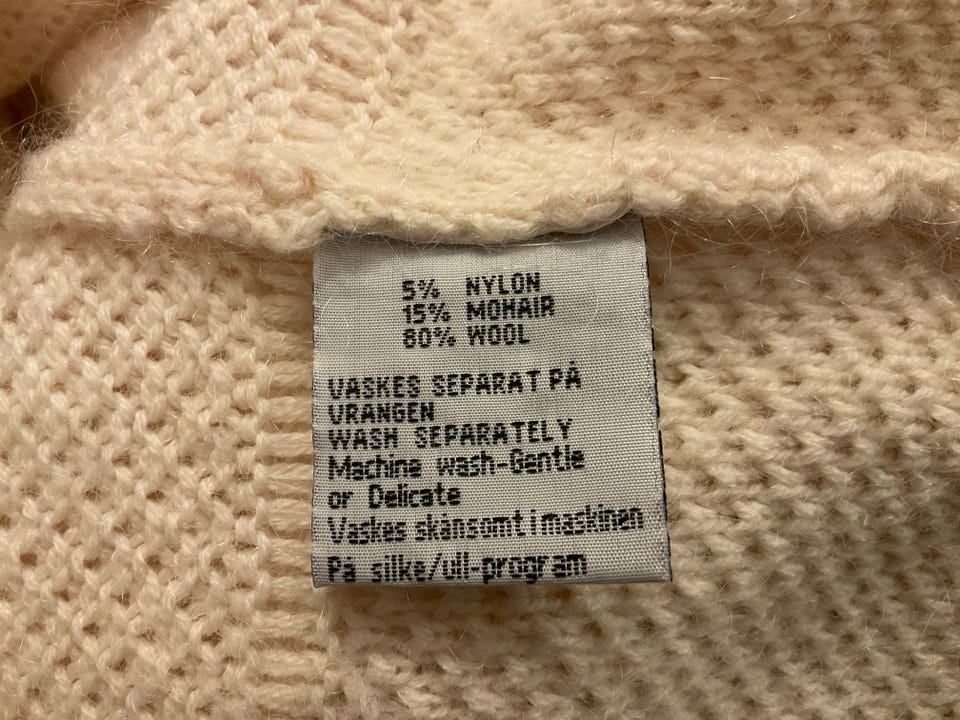 5% NYLON
15% MOHAIR
80% WOOL
VASKES SEPARAT PÅ
VRANGEN
WASH SEPARATELY
Machine wash-Gentle
or Delicate
Vaskes skånsomt i maskinen
På silke/ull-program